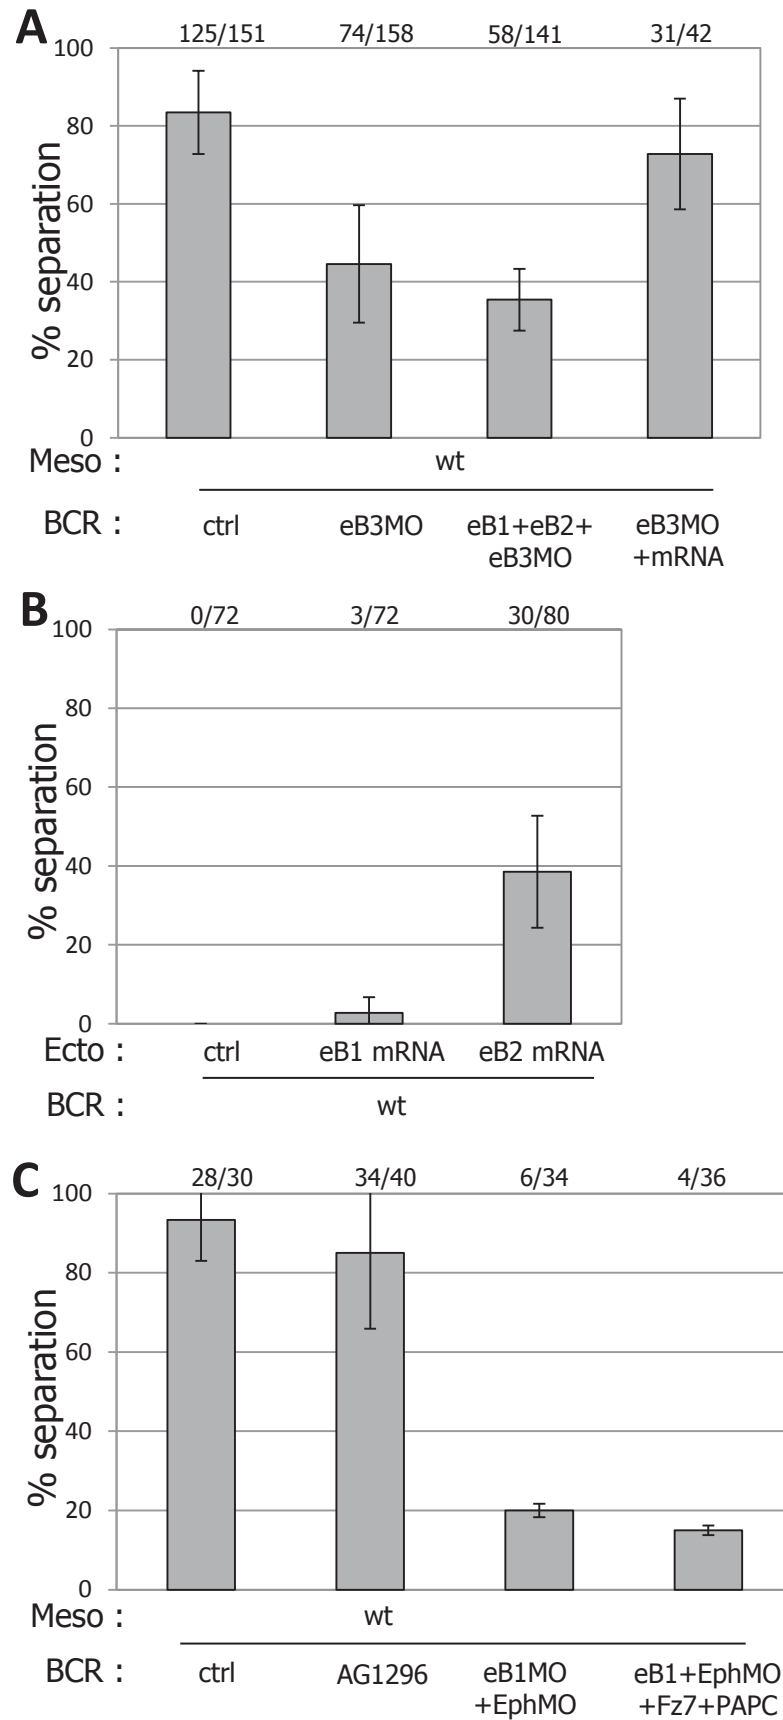 A
125/151 74/158 58/141 31/42
100
80
60
40
20
0
% separation
Meso : wt
BCR : ctrl eB3MO eB1+eB2+ eB3MO
eB3MO +mRNA
B
0/72 3/72 30/80
100
80
60
40
20
0
% separation
Ecto : ctrl eB1 mRNA eB2 mRNA
BCR : wt
C
28/30 34/40 6/34 4/36
100
80
60
40
20
0
% separation
Meso : wt
BCR : ctrl AG1296 eB1MO eB1+EphMO
+EphMO +Fz7+PAPC